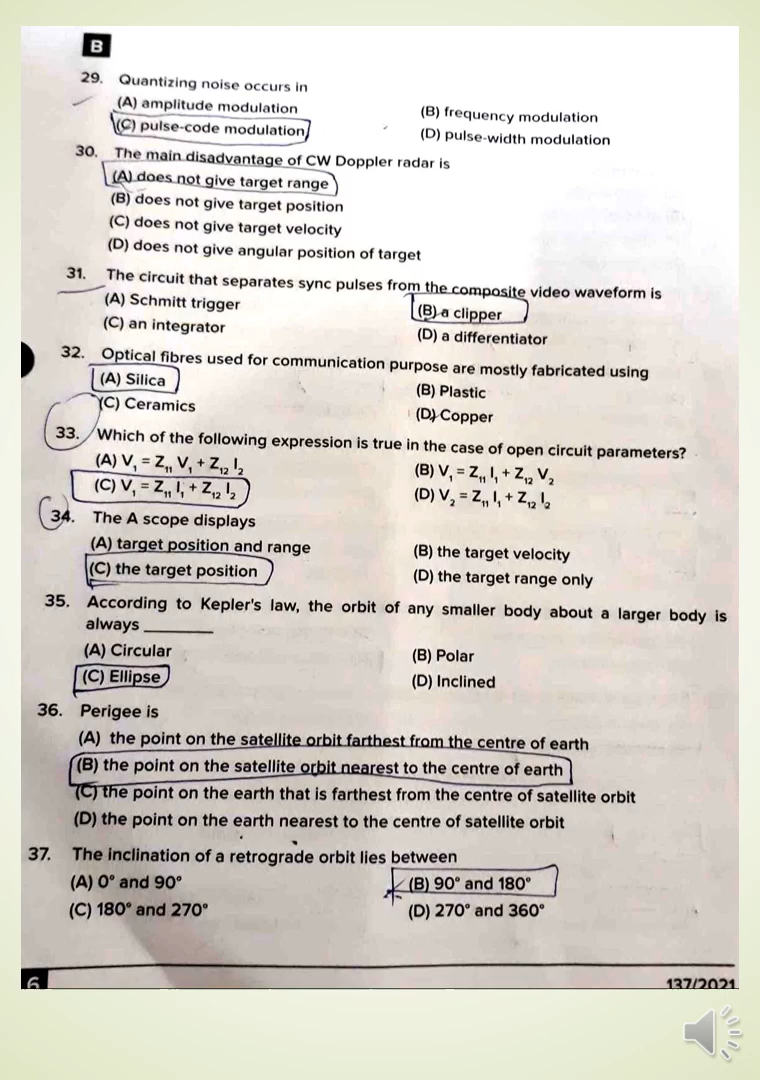 B
29. Quantizing noise occurs in
(A) amplitude modulation (B) frequency modulation
(C) pulse-code modulation (D) pulse-width modulation
30. The main disadvantage of CW Doppler radar is
(A) does not give target range
(B) does not give target position
(C) does not give target velocity
(D) does not give angular position of target
31. The circuit that separates sync pulses from the composite video waveform is
(A) Schmitt trigger (B) a clipper
(C) an integrator (D) a differentiator
32. Optical fibres used for communication purpose are mostly fabricated using
(A) Silica (B) Plastic
(C) Ceramics (D) Copper
33. Which of the following expression is true in the case of open circuit parameters?
(A) V₁ = Z₁₁ V₁ + Z₁₂ I₂ (B) V₁ = Z₁₁ I₁ + Z₁₂ V₂
(C) V₁ = Z₁₁ I₁ + Z₁₂ I₂ (D) V₂ = Z₁₁ I₁ + Z₁₂ I₂
34. The A scope displays
(A) target position and range (B) the target velocity
(C) the target position (D) the target range only
35. According to Kepler's law, the orbit of any smaller body about a larger body is
always ________
(A) Circular (B) Polar
(C) Ellipse (D) Inclined
36. Perigee is
(A) the point on the satellite orbit farthest from the centre of earth
(B) the point on the satellite orbit nearest to the centre of earth
(C) the point on the earth that is farthest from the centre of satellite orbit
(D) the point on the earth nearest to the centre of satellite orbit
37. The inclination of a retrograde orbit lies between
(A) 0° and 90° (B) 90° and 180°
(C) 180° and 270° (D) 270° and 360°
6 137/2021